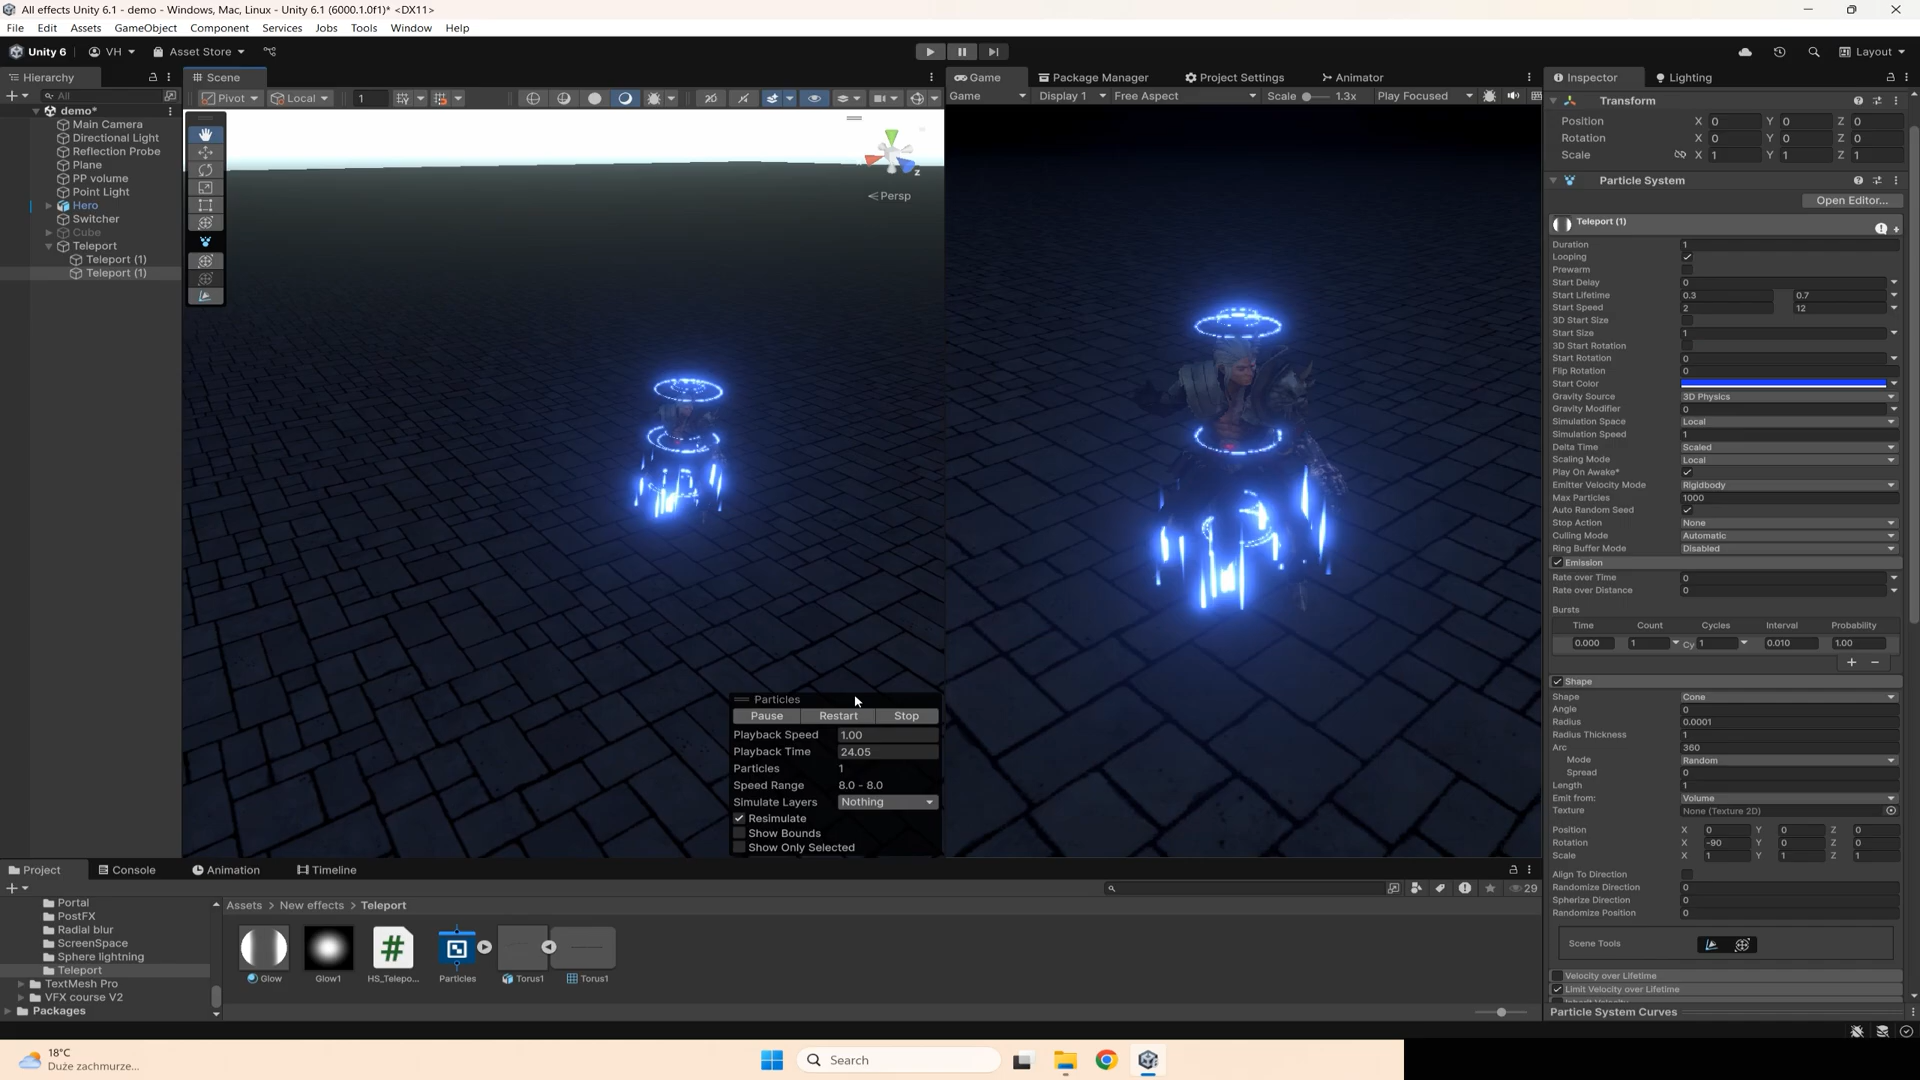 All effects Unity 6.1 - demo - Windows, Mac, Linux - Unity 6.1 (6000.1.0f1)* <DX11>
File Edit Assets GameObject Component Services Jobs Tools Window Help
Unity 6 VH Asset Store Layout
Hierarchy Scene Game Package Manager Project Settings Animator Inspector Lighting
All Pivot Local 1 2D Game Display 1 Free Aspect Scale 1.3x Play Focused
demo*
Main Camera
Directional Light
Reflection Probe
Plane
PP volume
Point Light
Hero
Switcher
Cube
Teleport
Teleport (1)
Teleport (1)
z
Persp
Particles
Pause Restart Stop
Playback Speed 1.00
Playback Time 24.05
Particles 1
Speed Range 8.0 - 8.0
Simulate Layers Nothing
Resimulate
Show Bounds
Show Only Selected
Transform
Position X 0 Y 0 Z 0
Rotation X 0 Y 0 Z 0
Scale X 1 Y 1 Z 1
Particle System
Open Editor...
Teleport (1)
Duration 1
Looping
Prewarm
Start Delay 0
Start Lifetime 0.3 0.7
Start Speed 2 12
3D Start Size
Start Size 1
3D Start Rotation
Start Rotation 0
Flip Rotation 0
Start Color
Gravity Source 3D Physics
Gravity Modifier 0
Simulation Space Local
Simulation Speed 1
Delta Time Scaled
Scaling Mode Local
Play On Awake*
Emitter Velocity Mode Rigidbody
Max Particles 1000
Auto Random Seed
Stop Action None
Culling Mode Automatic
Ring Buffer Mode Disabled
Emission
Rate over Time 0
Rate over Distance 0
Bursts
Time Count Cycles Interval Probability
0.000 1 Cy 1 0.010 1.00
Shape
Shape Cone
Angle 0
Radius 0.0001
Radius Thickness 1
Arc 360
Mode Random
Spread 0
Length 1
Emit from: Volume
Texture None (Texture 2D)
Position X 0 Y 0 Z 0
Rotation X -90 Y 0 Z 0
Scale X 1 Y 1 Z 1
Align To Direction
Randomize Direction 0
Spherize Direction 0
Randomize Position 0
Scene Tools
Velocity over Lifetime
Limit Velocity over Lifetime
Particle System Curves
Project Console Animation Timeline
29
Portal
PostFX
Radial blur
ScreenSpace
Sphere lightning
Teleport
TextMesh Pro
VFX course V2
Packages
Assets > New effects > Teleport
Glow Glow1 HS_Telepo... Particles Torus1 Torus1
18°C
Duże zachmurze...
Search